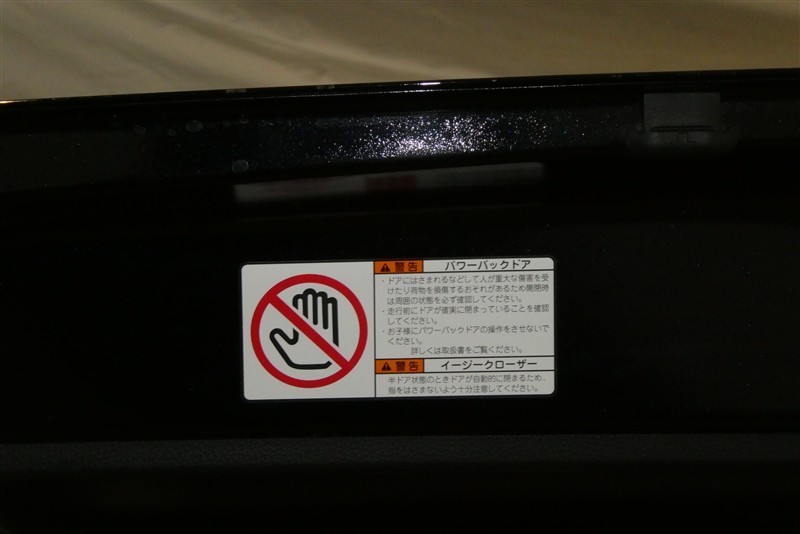 警告 パワーバックドア
・ドアにはさまれるなどして人が重大な傷害を受
けたり荷物を損傷するおそれがあるため開閉時
は周囲の状態を必ず確認してください。
・走行前にドアが確実に閉まっていることを確認
してください。
・お子様にパワーバックドアの操作をさせないで
ください。
詳しくは取扱書をご覧ください。
警告 イージークローザー
半ドア状態のときドアが自動的に閉まるため、
指をはさまないよう十分注意してください。